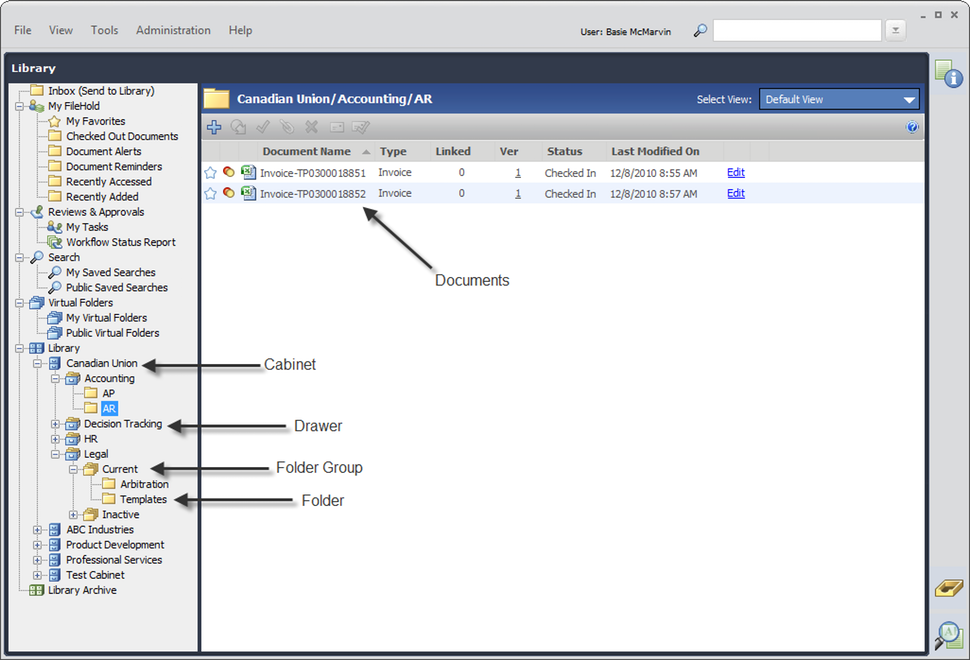 File View Tools Administration Help User: Basie McMarvin
Library
Inbox (Send to Library)
My FileHold
My Favorites
Checked Out Documents
Document Alerts
Document Reminders
Recently Accessed
Recently Added
Reviews & Approvals
My Tasks
Workflow Status Report
Search
My Saved Searches
Public Saved Searches
Virtual Folders
My Virtual Folders
Public Virtual Folders
Library
Canadian Union
Accounting
AP
AR
Decision Tracking
HR
Legal
Current
Arbitration
Templates
Inactive
ABC Industries
Product Development
Professional Services
Test Cabinet
Library Archive
Canadian Union/Accounting/AR Select View: Default View
Document Name Type Linked Ver Status Last Modified On
Invoice-TP0300018851 Invoice 0 1 Checked In 12/8/2010 8:55 AM Edit
Invoice-TP0300018852 Invoice 0 1 Checked In 12/8/2010 8:57 AM Edit
Documents
Cabinet
Drawer
Folder Group
Folder